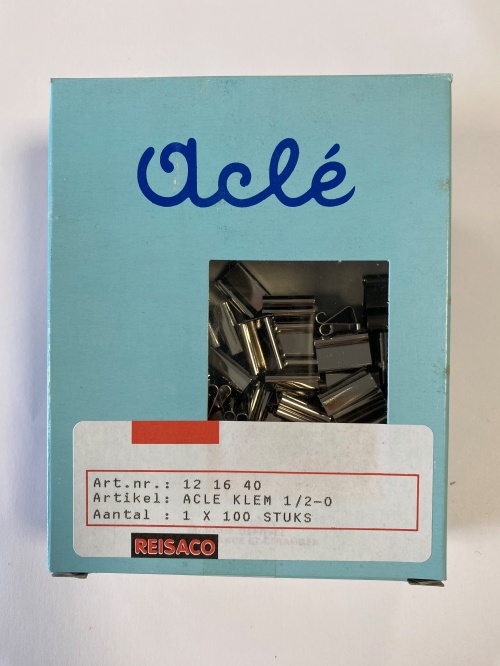 Aclé
Art.nr.: 12 16 40
Artikel: ACLE KLEM 1/2-0
Aantal : 1 X 100 STUKS
REISACO